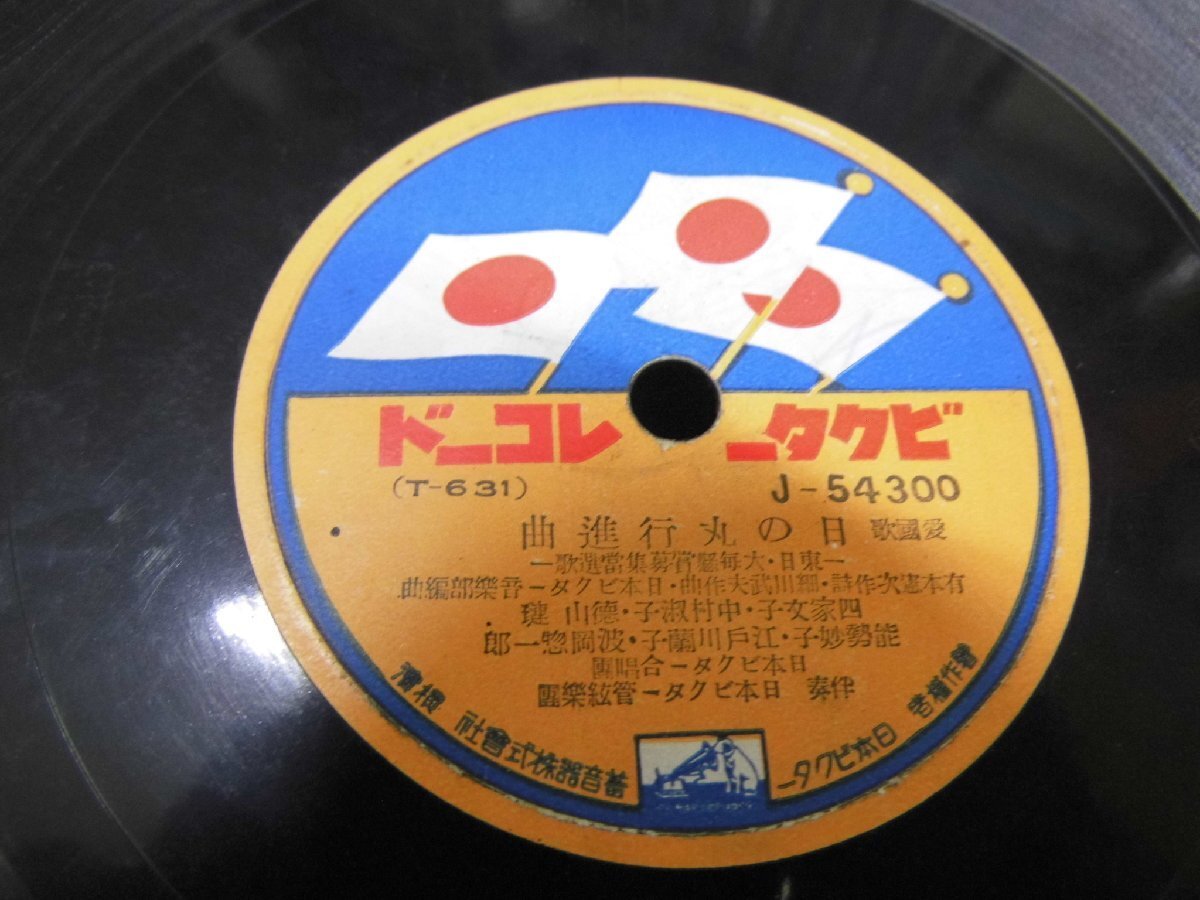 ビクターレコード
J-54300 (T-631)
愛國歌 日の丸行進曲
ー東日・大毎懸賞募集當選歌ー
有本憲次作詩・細川武夫作曲・日本ビクター音樂部編曲
四家文子・中村淑子・德山 璉
能勢妙子・江戶川蘭子・波岡惣一郎
日本ビクター合唱團
伴奏 日本ビクター管絃樂團
著作權者 日本ビクター蓄音器株式會社 橫濱